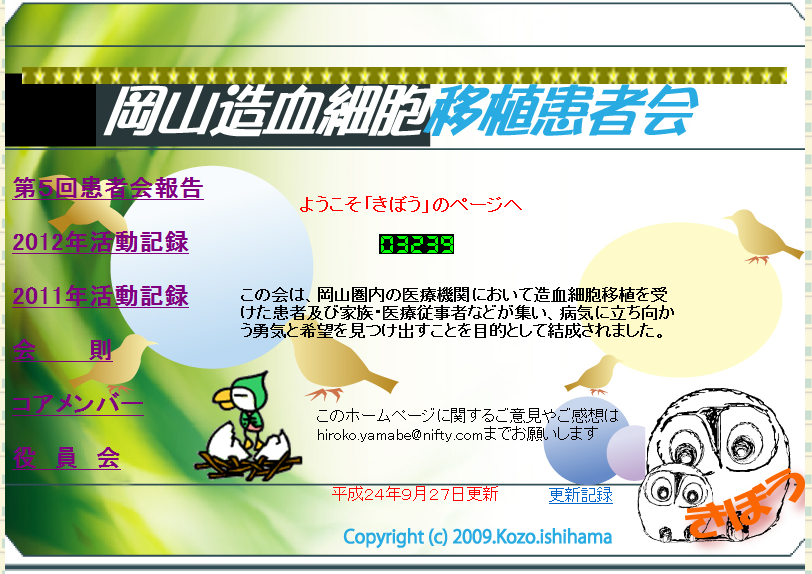 岡山造血細胞移植患者会
第5回患者会報告
2012年活動記録
2011年活動記録
会　　則
コアメンバー
役　員　会
ようこそ「きぼう」のページへ
03239
この会は、岡山圏内の医療機関において造血細胞移植を受
けた患者及び家族・医療従事者などが集い、病気に立ち向か
う勇気と希望を見つけ出すことを目的として結成されました。
このホームページに関するご意見やご感想は
hiroko.yamabe@nifty.comまでお願いします
きぼう
平成24年9月27日更新　更新記録
Copyright (c) 2009.Kozo.ishihama